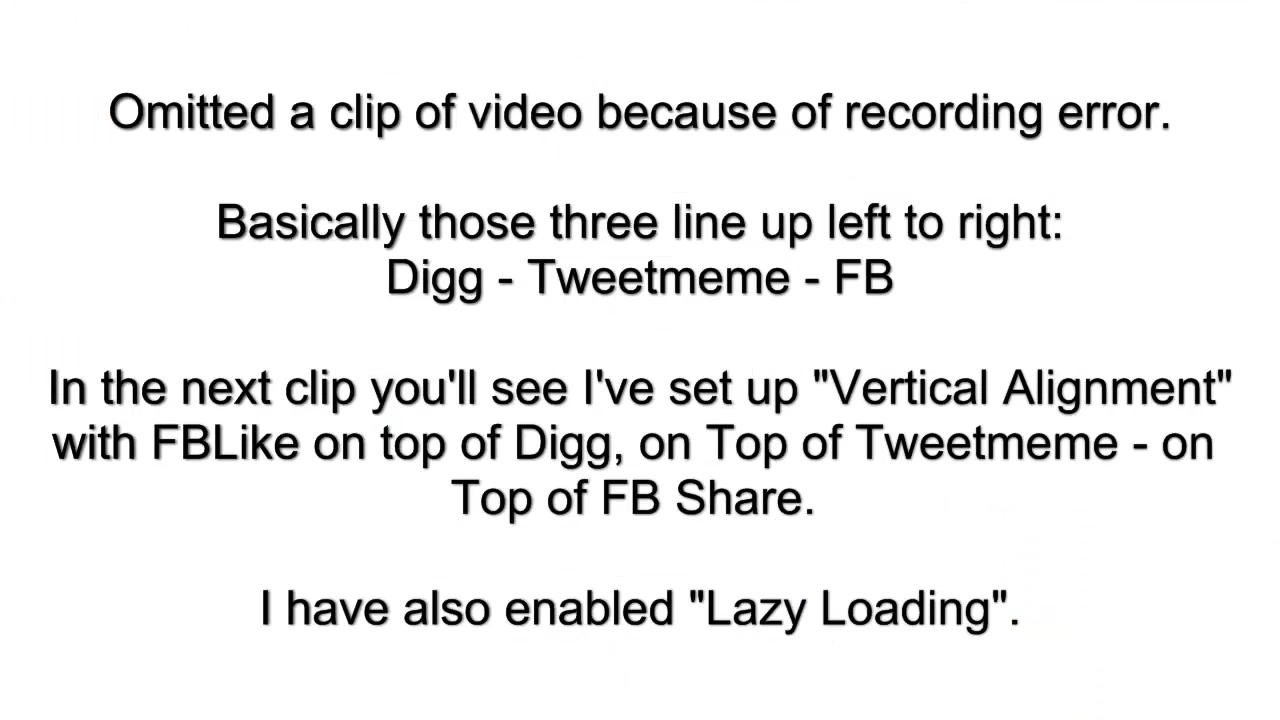 Omitted a clip of video because of recording error.
Basically those three line up left to right:
Digg - Tweetmeme - FB
In the next clip you'll see I've set up "Vertical Alignment"
with FBLike on top of Digg, on Top of Tweetmeme - on
Top of FB Share.
I have also enabled "Lazy Loading".